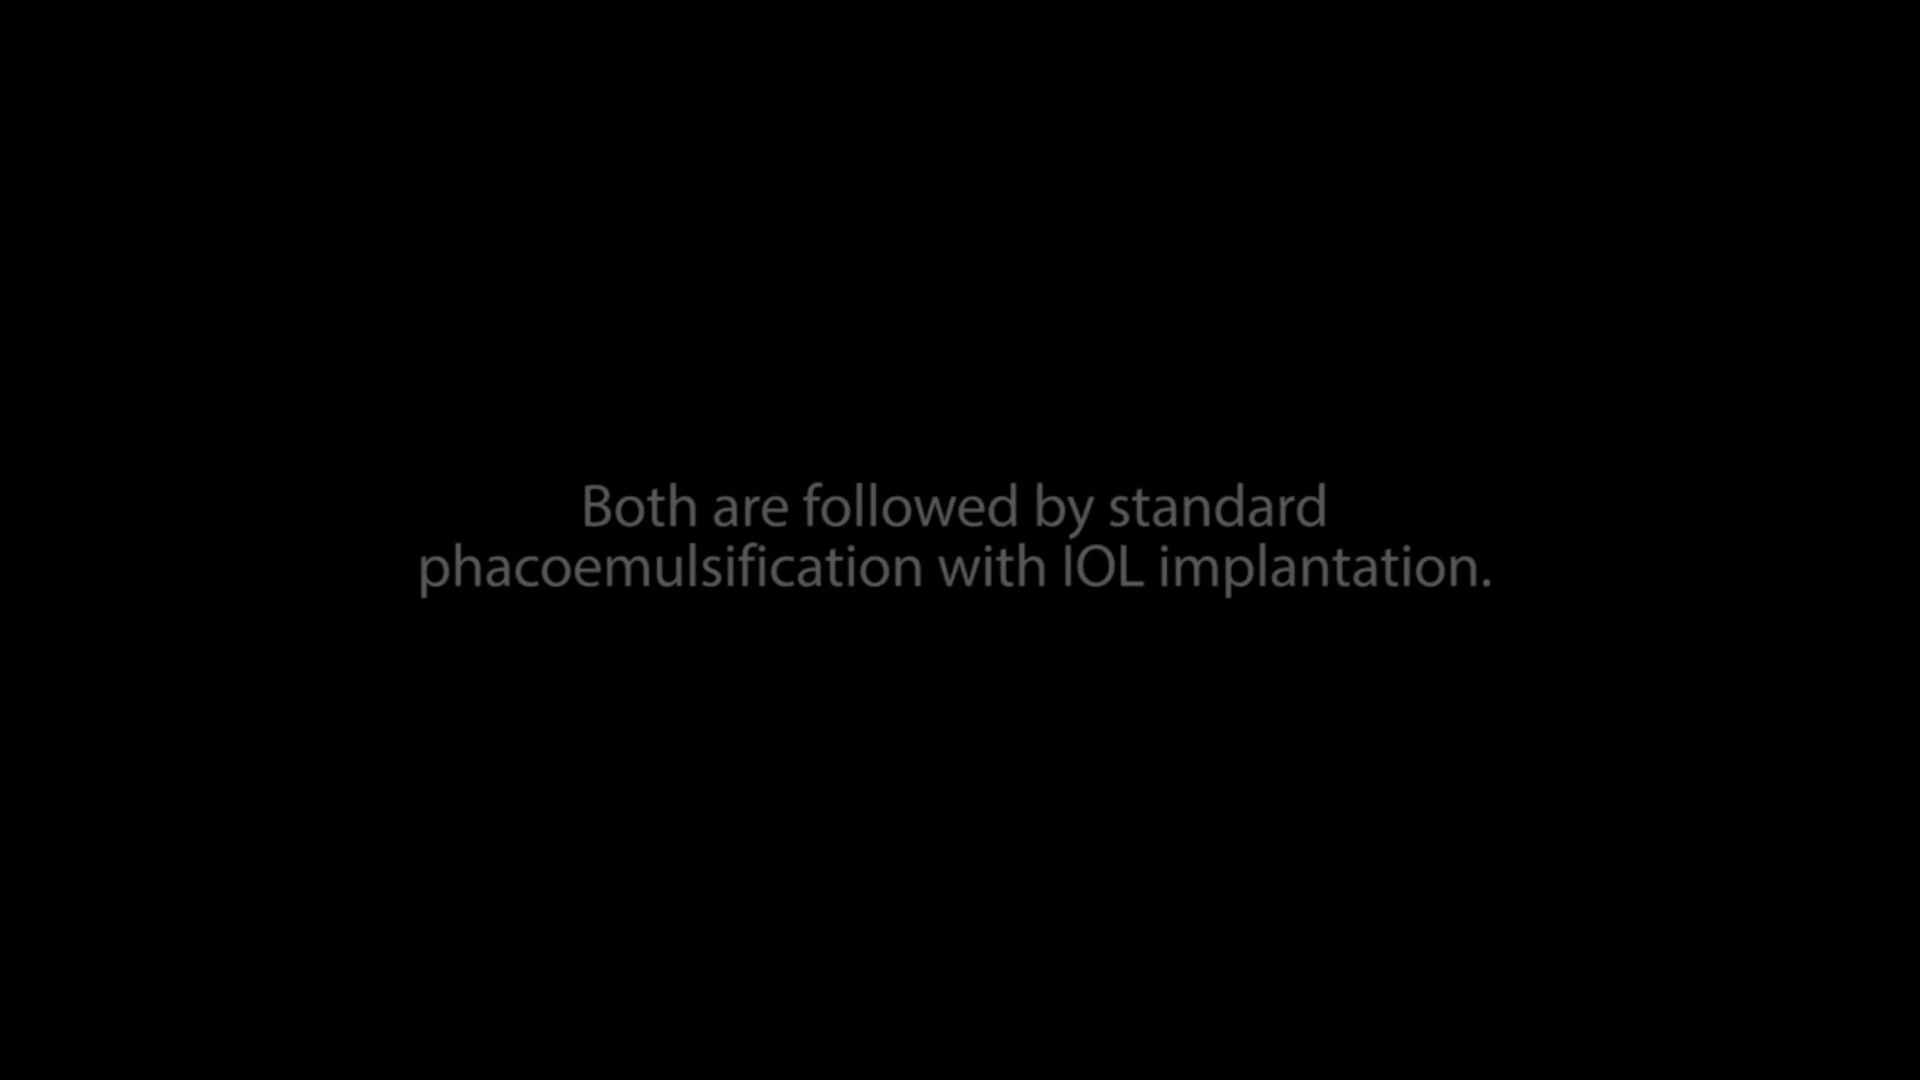 Both are followed by standard
phacoemulsification with IOL implantation.